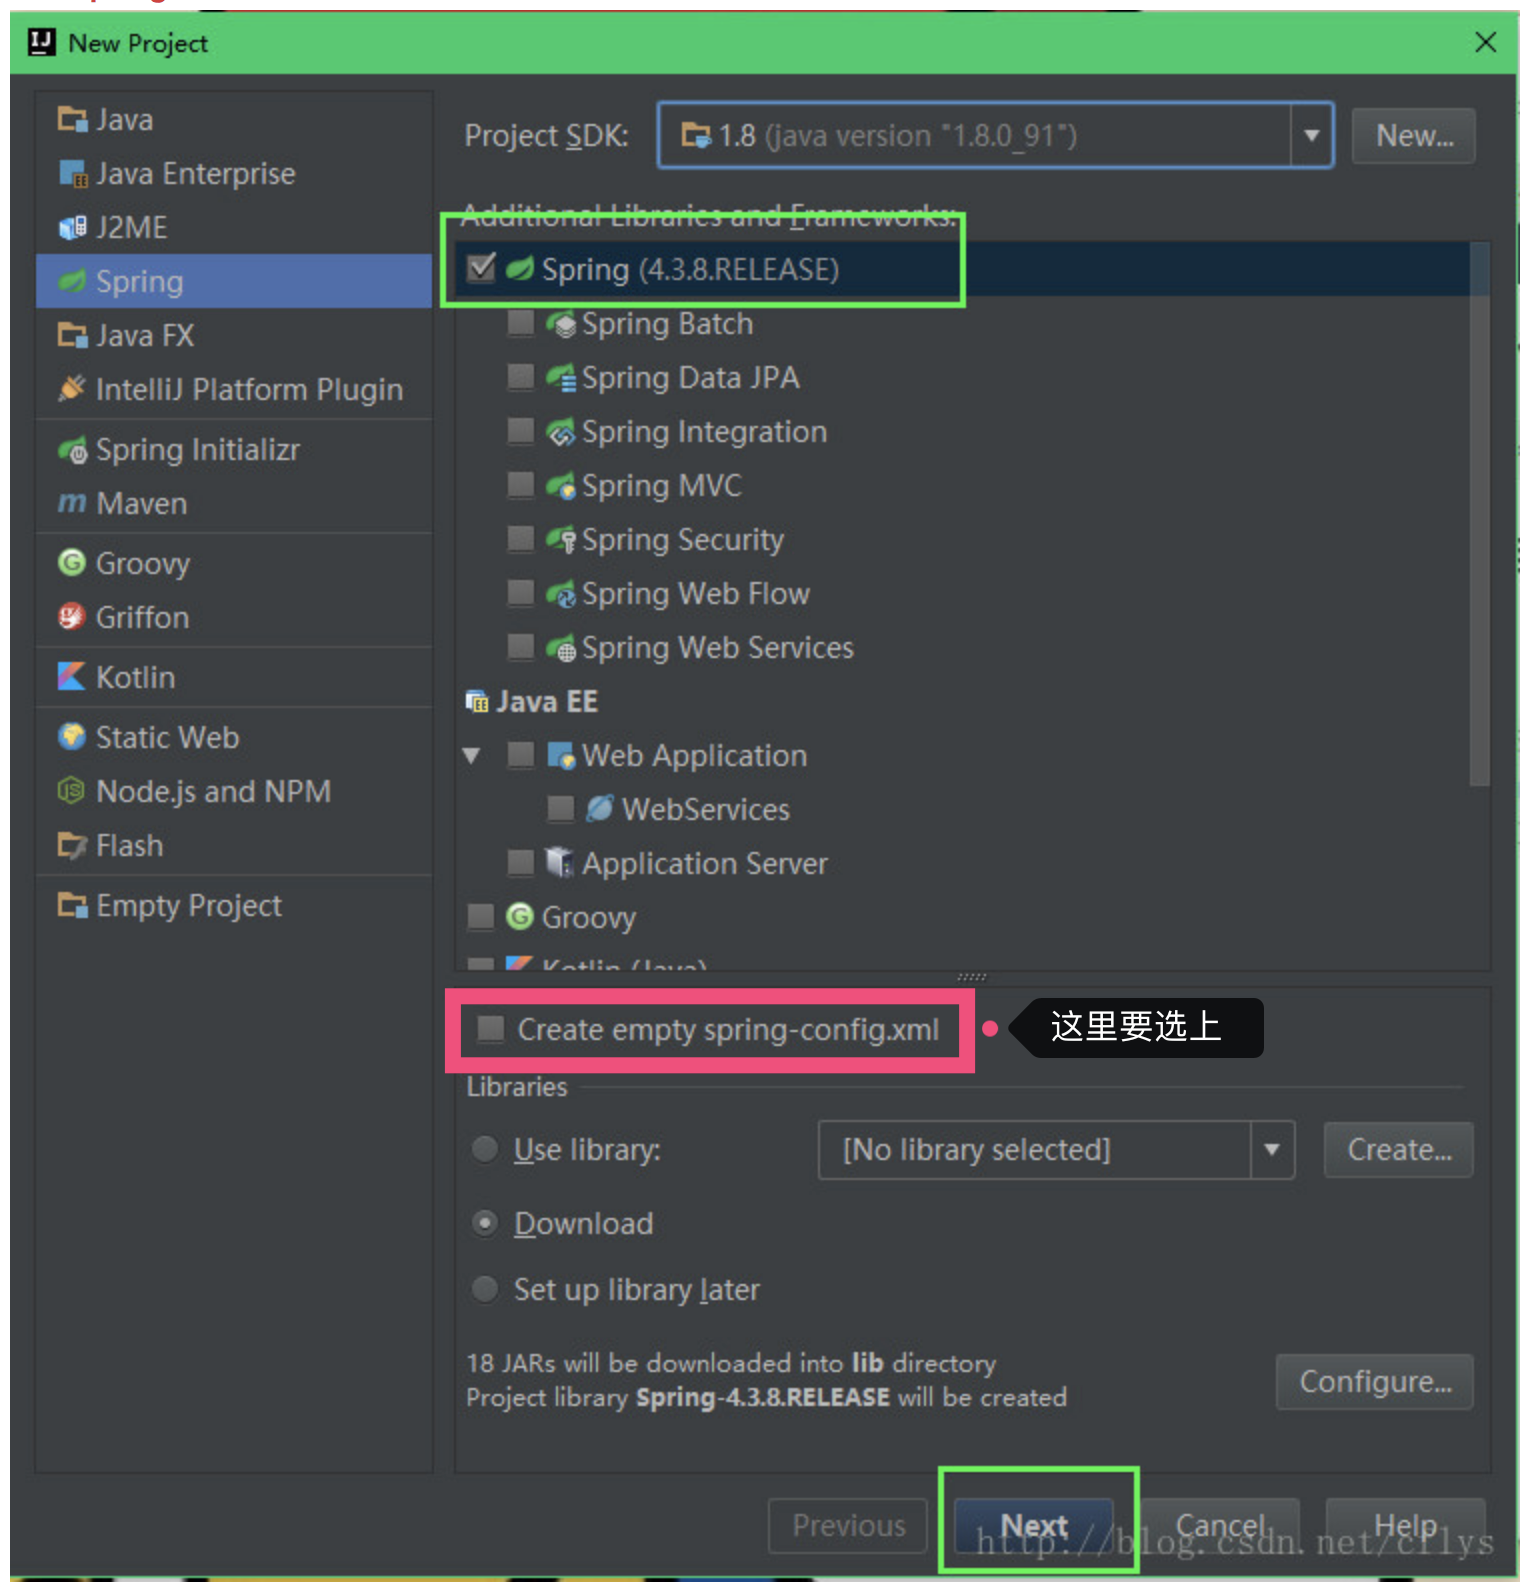 New Project
Java
Java Enterprise
J2ME
Spring
Java FX
IntelliJ Platform Plugin
Spring Initializr
Maven
Groovy
Griffon
Kotlin
Static Web
Node.js and NPM
Flash
Empty Project
Project SDK: 1.8 (java version "1.8.0_91") New...
Additional Libraries and Frameworks:
Spring (4.3.8.RELEASE)
Spring Batch
Spring Data JPA
Spring Integration
Spring MVC
Spring Security
Spring Web Flow
Spring Web Services
Java EE
Web Application
WebServices
Application Server
Groovy
Kotlin (Java)
Create empty spring-config.xml 这里要选上
Libraries
Use library: [No library selected] Create...
Download
Set up library later
18 JARs will be downloaded into lib directory
Project library Spring-4.3.8.RELEASE will be created
Configure...
Previous Next Cancel Help
http://blog.csdn.net/crlys